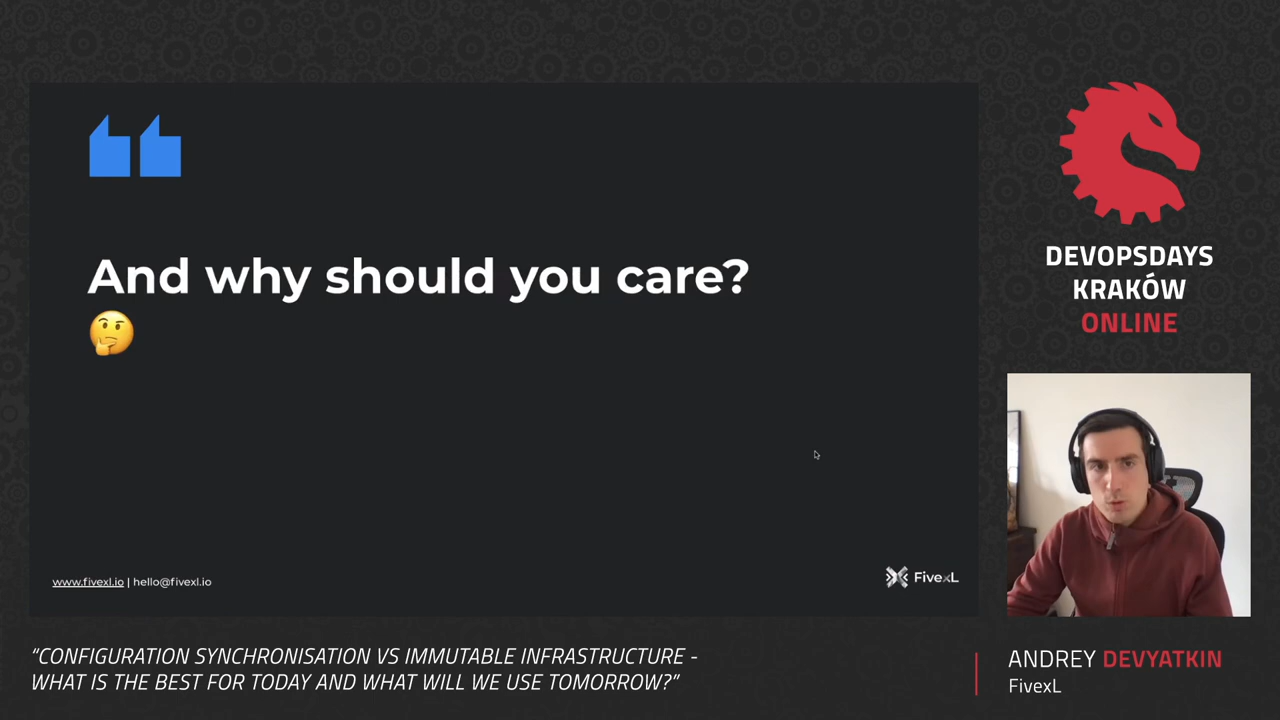 And why should you care?
www.fivexl.io | hello@fivexl.io
FivexL
DEVOPSDAYS
KRAKÓW
ONLINE
“CONFIGURATION SYNCHRONISATION VS IMMUTABLE INFRASTRUCTURE -
WHAT IS THE BEST FOR TODAY AND WHAT WILL WE USE TOMORROW?”
ANDREY DEVYATKIN
FivexL